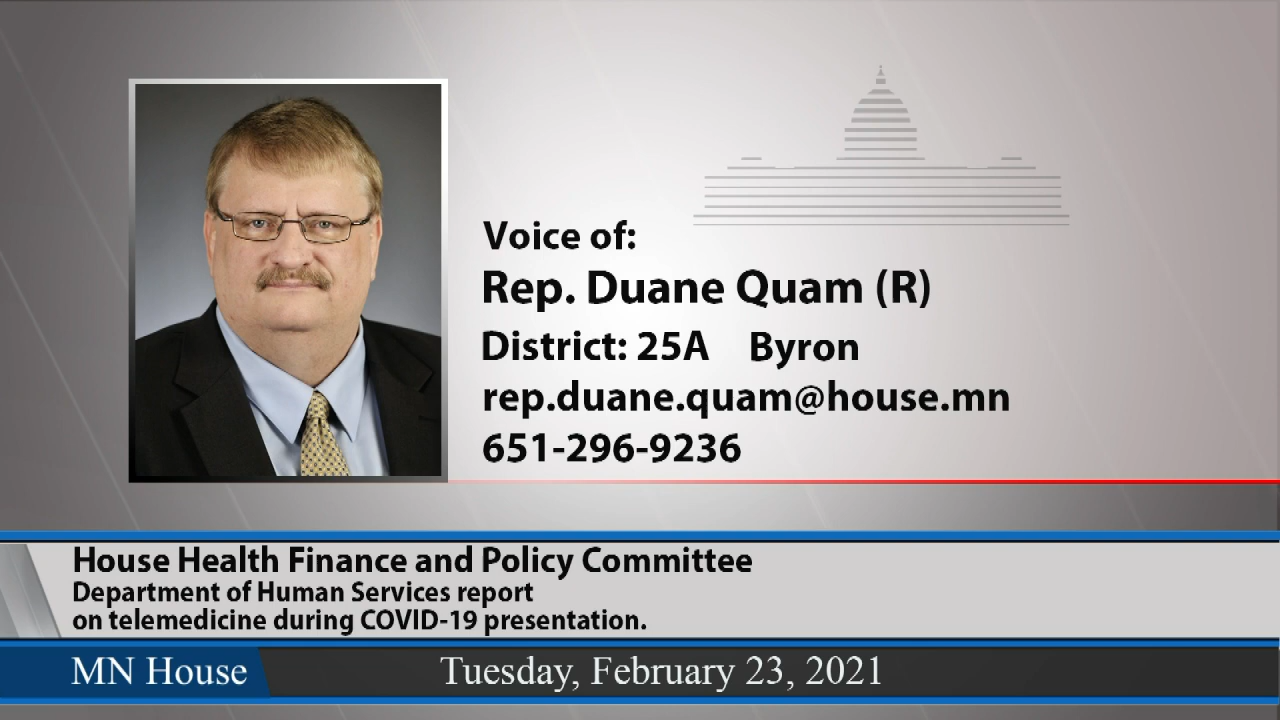 Voice of:
Rep. Duane Quam (R)
District: 25A Byron
rep.duane.quam@house.mn
651-296-9236
House Health Finance and Policy Committee
Department of Human Services report
on telemedicine during COVID-19 presentation.
MN House Tuesday, February 23, 2021